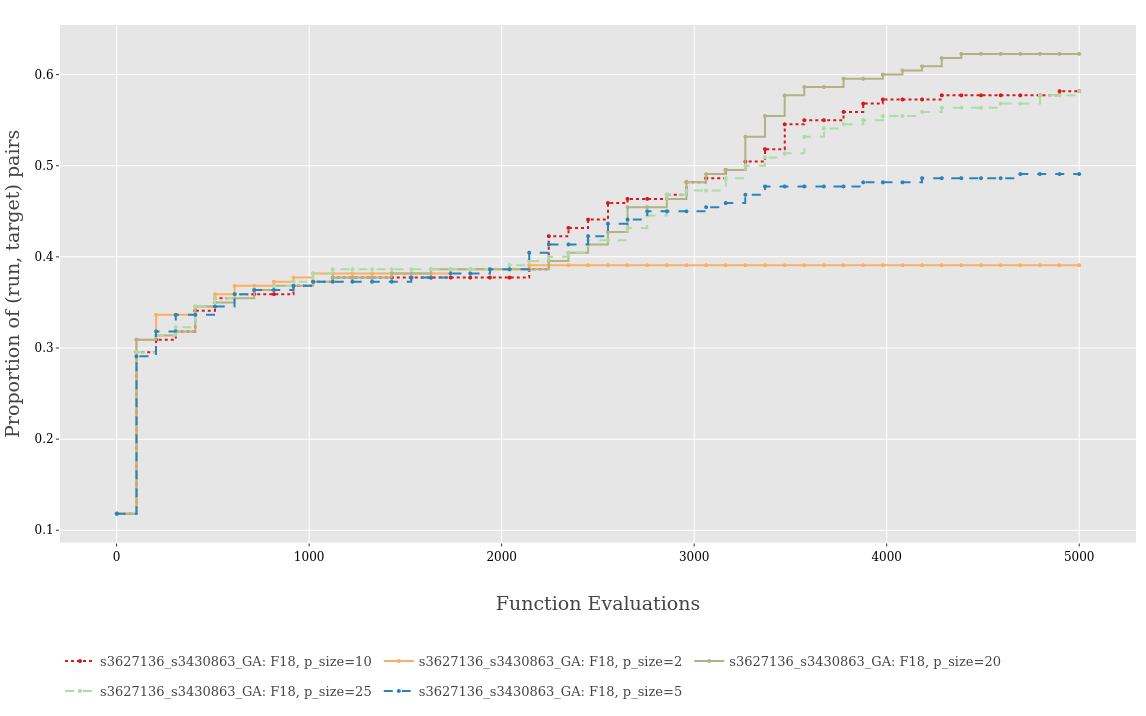 Proportion of (run, target) pairs
0.6
0.5
0.4
0.3
0.2
0.1
0 1000 2000 3000 4000 5000
Function Evaluations
s3627136_s3430863_GA: F18, p_size=10 s3627136_s3430863_GA: F18, p_size=2 s3627136_s3430863_GA: F18, p_size=20
s3627136_s3430863_GA: F18, p_size=25 s3627136_s3430863_GA: F18, p_size=5